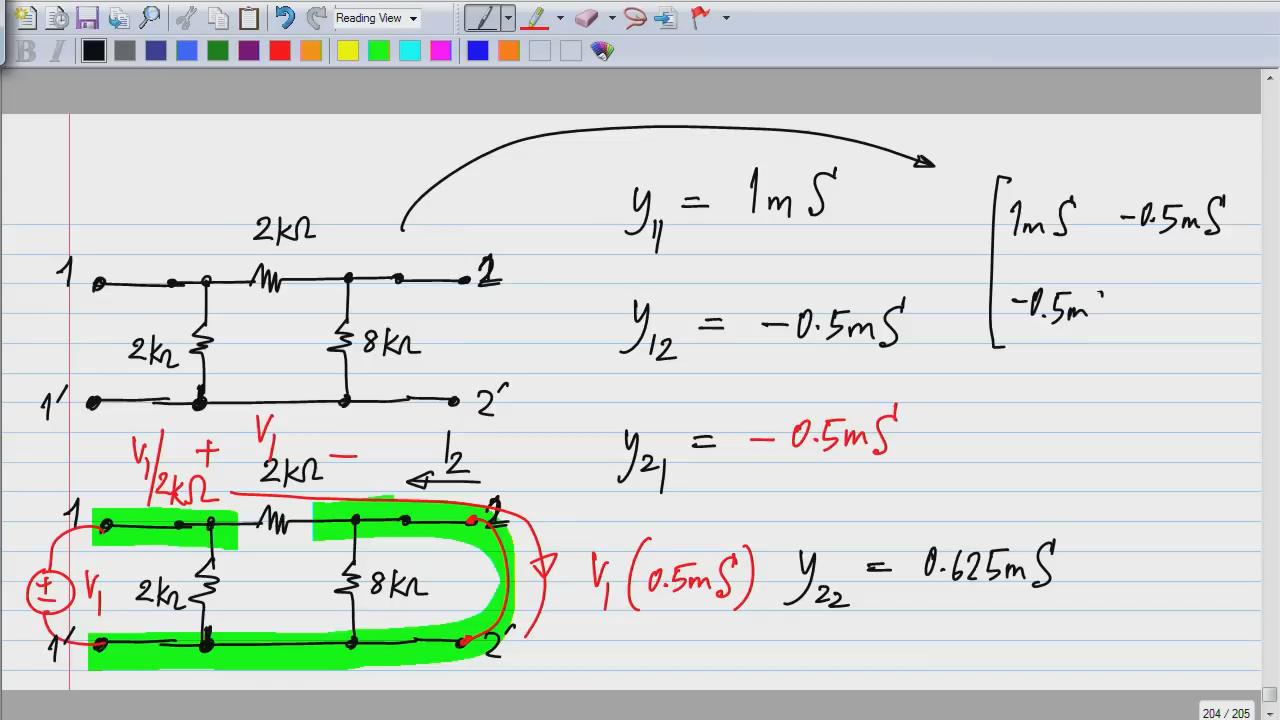 Reading View
B I
2kΩ
1
2
2kΩ
8kΩ
1′
2′
y11 = 1mS
y12 = -0.5mS
y21 = -0.5mS
y22 = 0.625mS
1mS -0.5mS
-0.5m
V1/2kΩ
+ V1 -
2kΩ
I2
1
2
+
-
V1
2kΩ
8kΩ
1′
2′
V1(0.5mS)
204 / 205